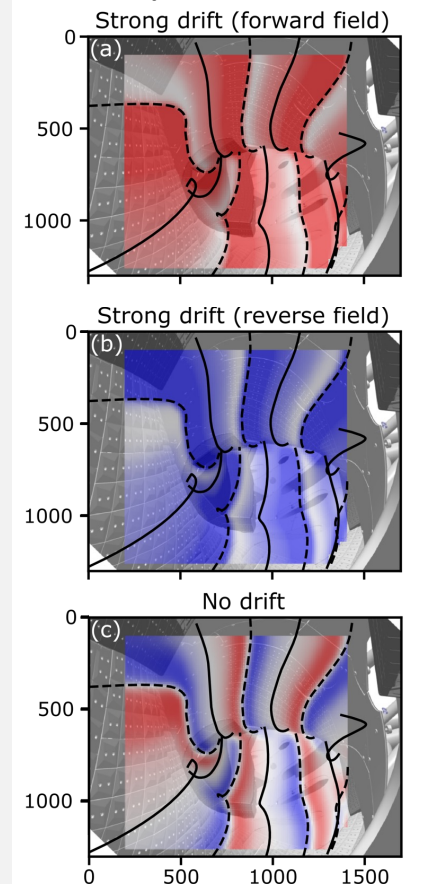 Strong drift (forward field)
(a)
0
500
1000
Strong drift (reverse field)
(b)
0
500
1000
No drift
(c)
0
500
1000
0 500 1000 1500